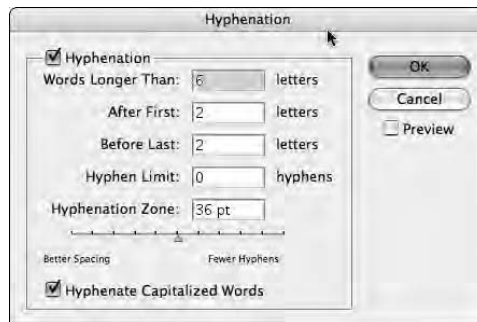 Hyphenation
Hyphenation
Words Longer Than: 6 letters
After First: 2 letters
Before Last: 2 letters
Hyphen Limit: 0 hyphens
Hyphenation Zone: 36 pt
Better Spacing Fewer Hyphens
Hyphenate Capitalized Words
OK
Cancel
Preview